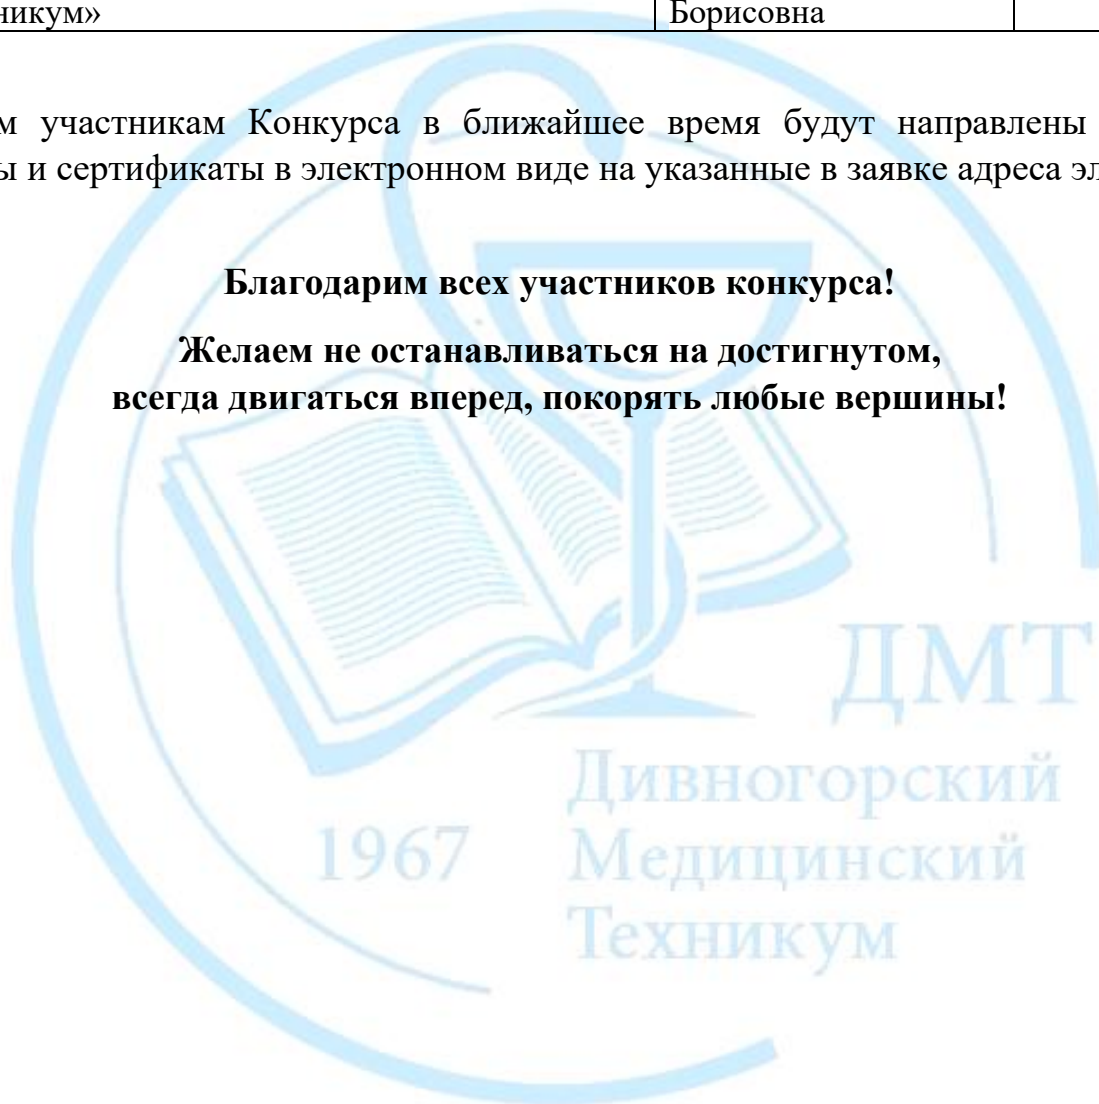 никум»
Борисовна
м участникам Конкурса в ближайшее время будут направлены
ы и сертификаты в электронном виде на указанные в заявке адреса эл
Благодарим всех участников конкурса!
Желаем не останавливаться на достигнутом,
всегда двигаться вперед, покорять любые вершины!
ДМТ
Дивногорский
1967
Медицинский
Техникум